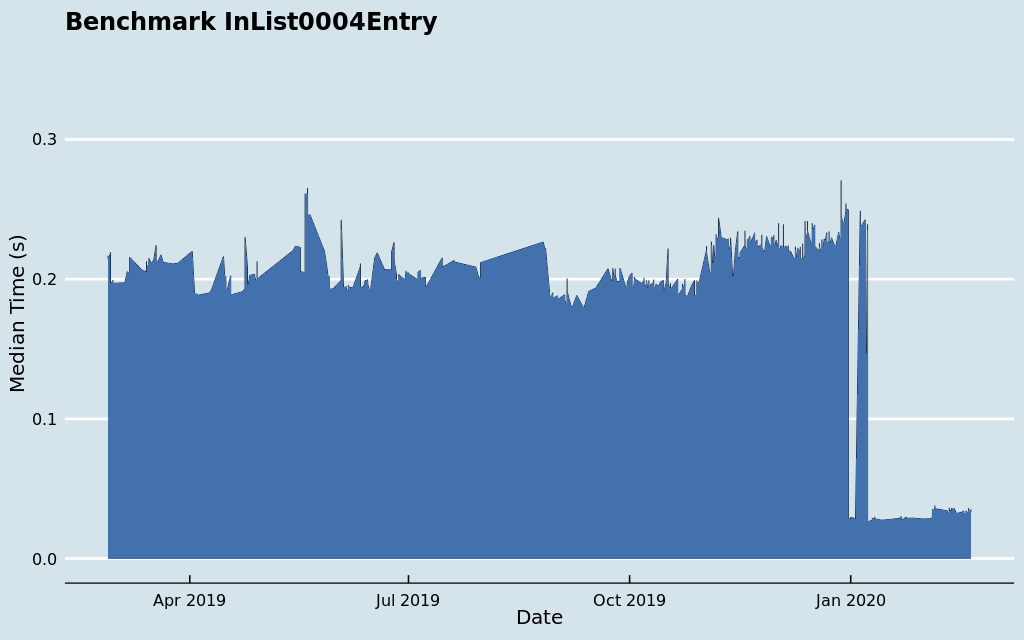 Benchmark InList0004Entry
0.3
0.2
0.1
0.0
Median Time (s)
Apr 2019
Jul 2019
Oct 2019
Jan 2020
Date